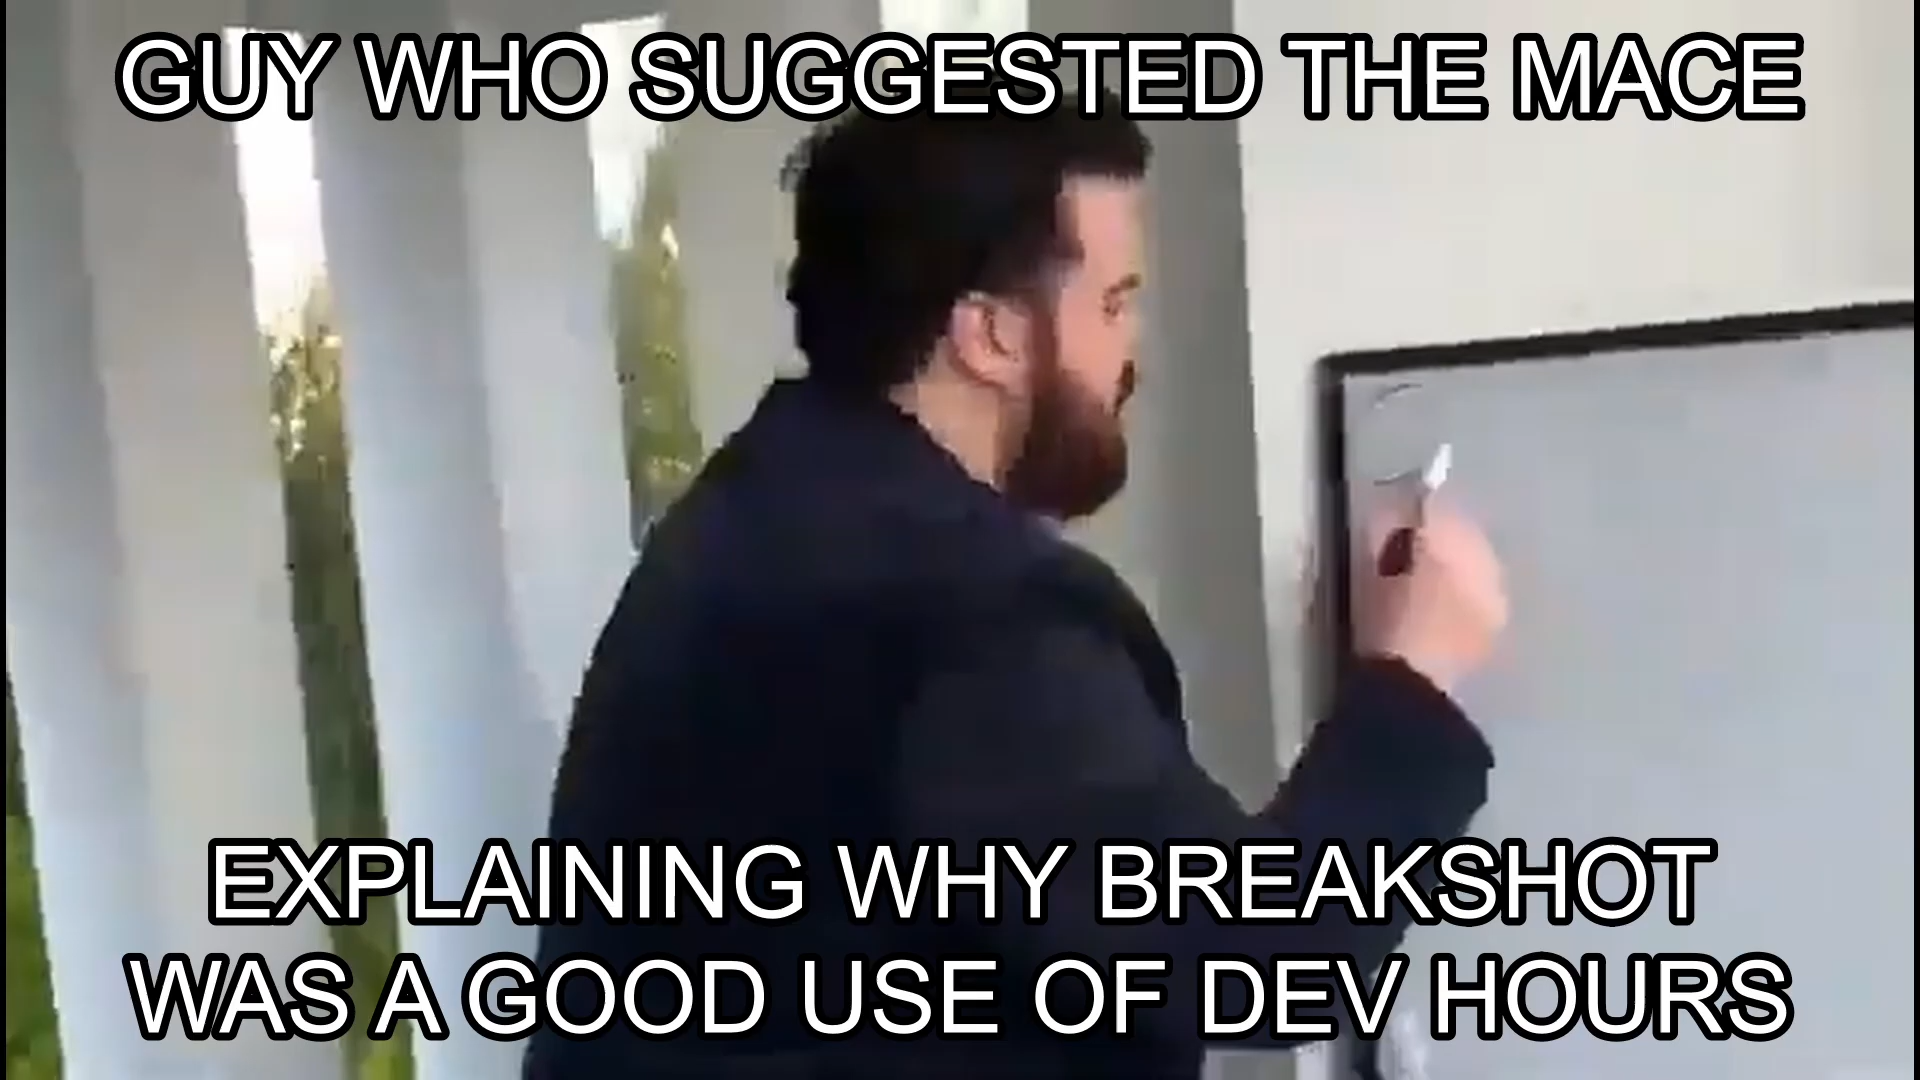 GUY WHO SUGGESTED THE MACE
EXPLAINING WHY BREAKSHOT
WAS A GOOD USE OF DEV HOURS